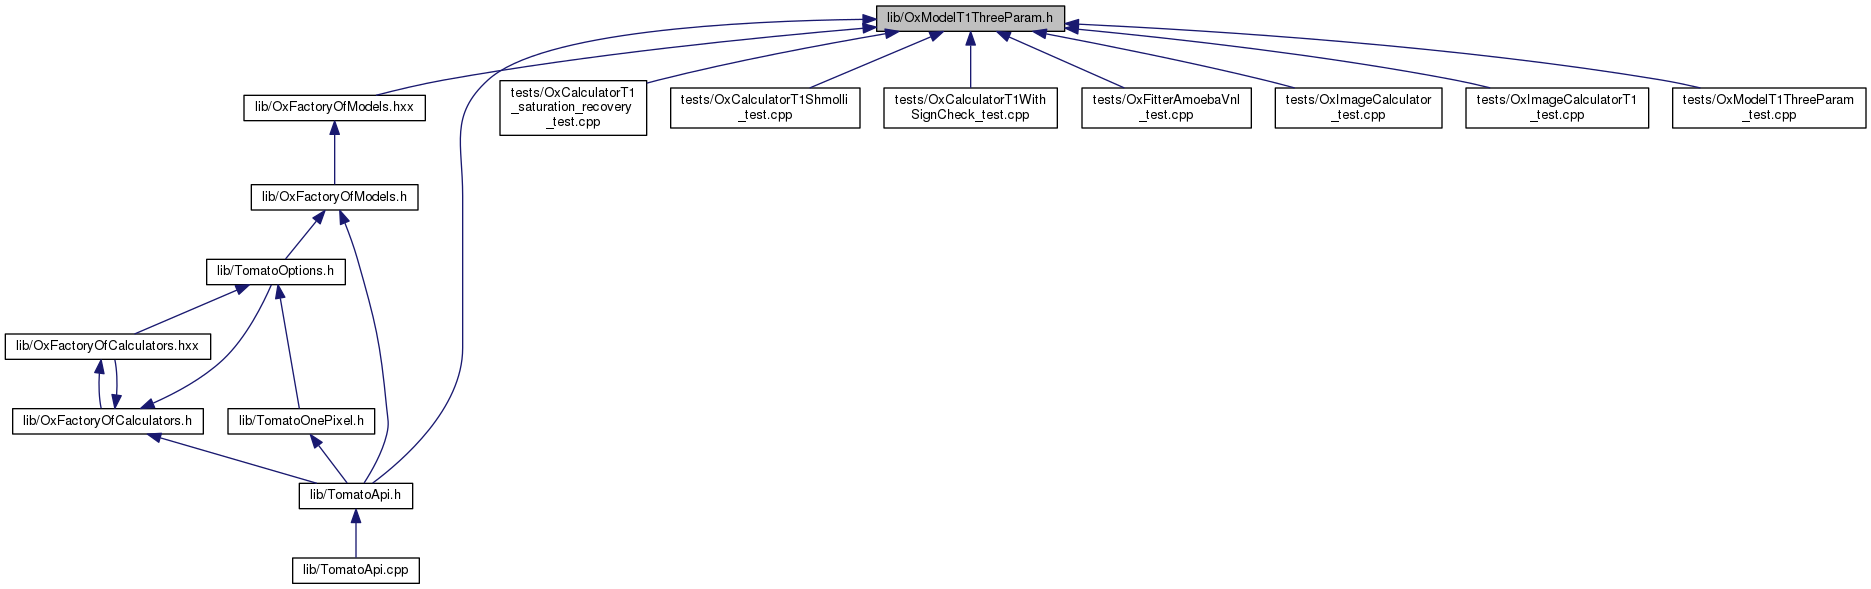 lib/OxModelT1ThreeParam.h
lib/OxFactoryOfModels.hxx
tests/OxCalculatorT1
_saturation_recovery
_test.cpp
tests/OxCalculatorT1Shmolli
_test.cpp
tests/OxCalculatorT1With
SignCheck_test.cpp
tests/OxFitterAmoebaVnl
_test.cpp
tests/OxImageCalculator
_test.cpp
tests/OxImageCalculatorT1
_test.cpp
tests/OxModelT1ThreeParam
_test.cpp
lib/OxFactoryOfModels.h
lib/TomatoOptions.h
lib/OxFactoryOfCalculators.hxx
lib/OxFactoryOfCalculators.h
lib/TomatoOnePixel.h
lib/TomatoApi.h
lib/TomatoApi.cpp